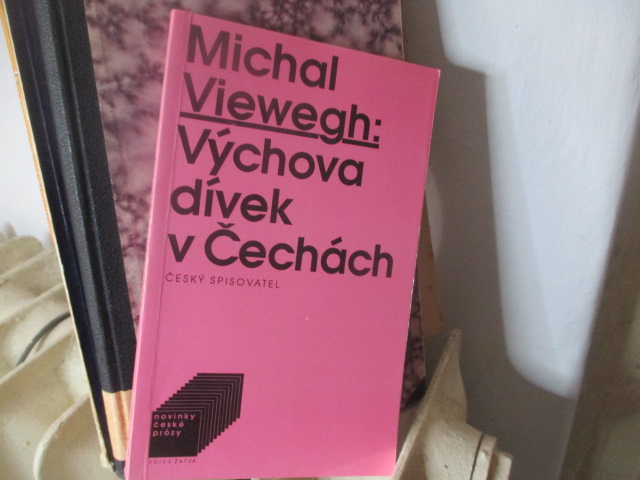 Michal
Viewegh:
Výchova
dívek
v Čechách
ČESKÝ SPISOVATEL
novinky
české
prózy
EDICE ŽATVA